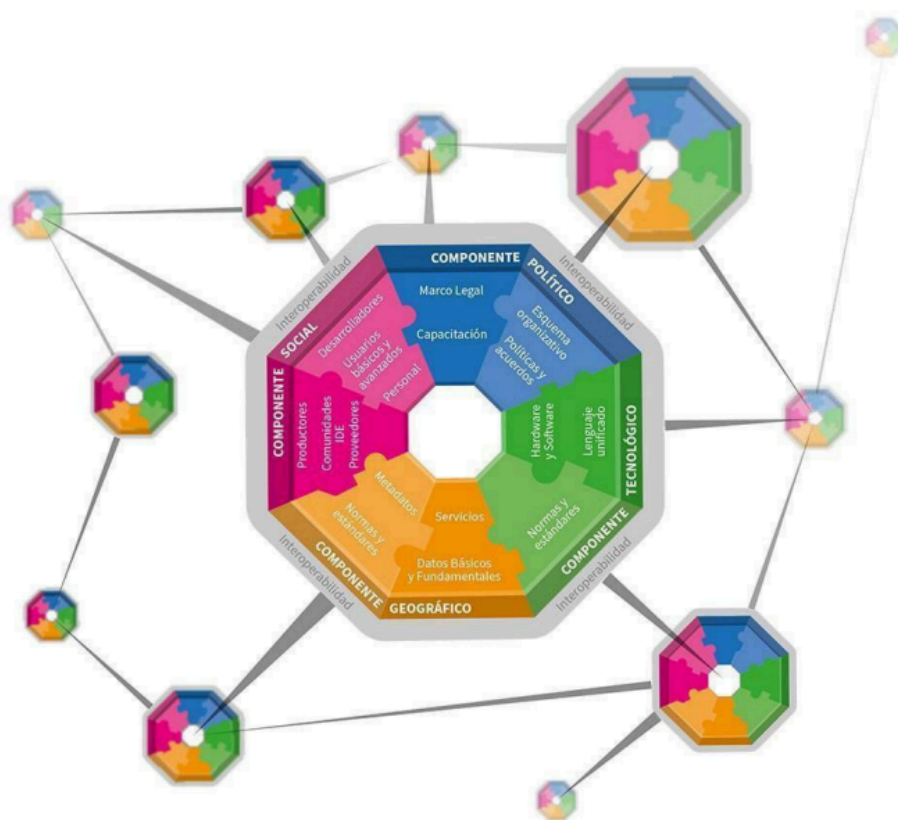 Interoperabilidad
COMPONENTE
POLÍTICO
Marco Legal
Capacitación
Esquema
organizativo
Políticas y
acuerdos
Interoperabilidad
TECNOLÓGICO
COMPONENTE
Hardware
y Software
Lenguaje
unificado
Normas y
estándares
Interoperabilidad
Servicios
Datos Básicos
y Fundamentales
Metadatos
Normas y
estándares
COMPONENTE
GEOGRÁFICO
Interoperabilidad
COMPONENTE
SOCIAL
Productores
Comunidades
IDE
Proveedores
Desarrolladores
Usuarios
básicos y
avanzados
Personal